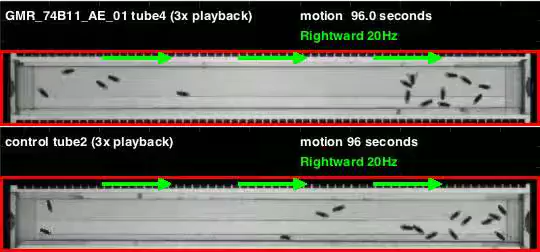 GMR_74B11_AE_01 tube4 (3x playback)
motion  96.0 seconds
Rightward 20Hz
control tube2 (3x playback)
motion 96 seconds
Rightward 20Hz